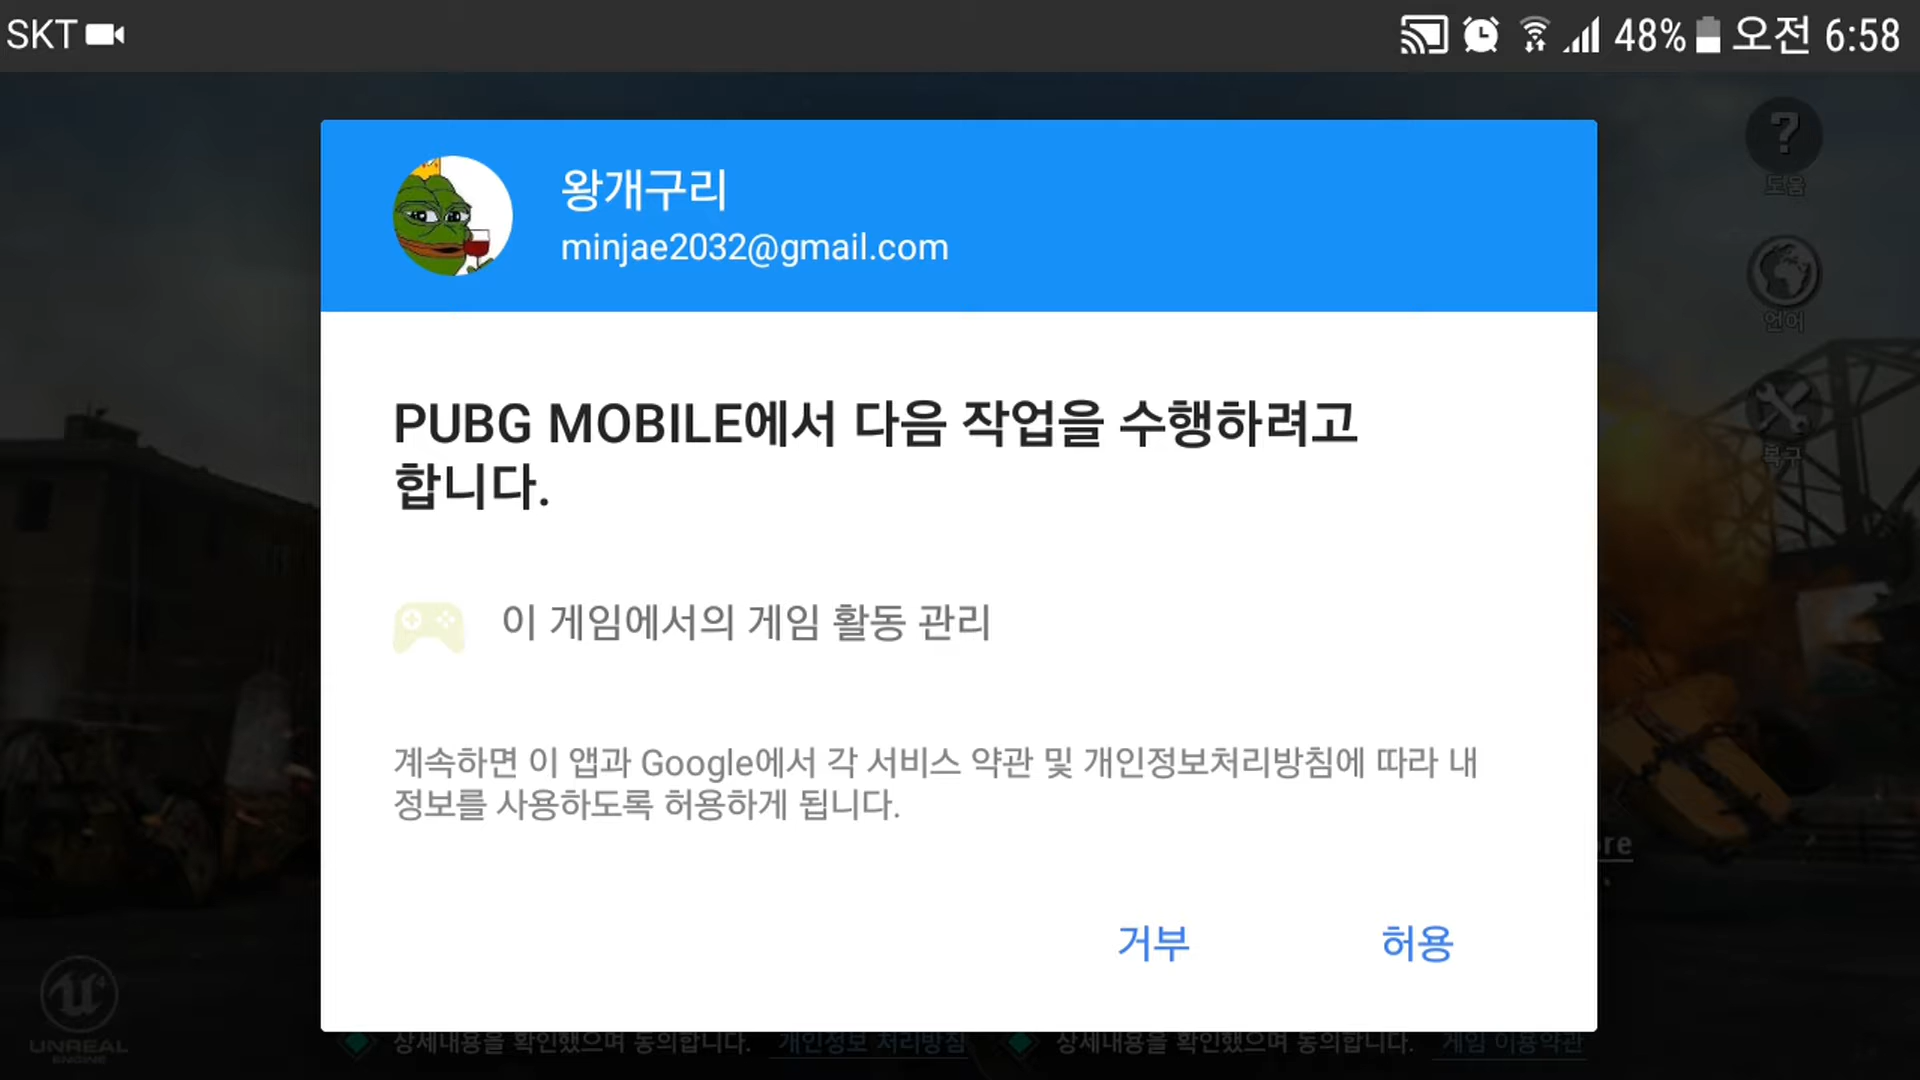 SKT 48% 오전 6:58
왕개구리
minjae2032@gmail.com
도움
언어
PUBG MOBILE에서 다음 작업을 수행하려고
합니다.
복구
이 게임에서의 게임 활동 관리
계속하면 이 앱과 Google에서 각 서비스 약관 및 개인정보처리방침에 따라 내
정보를 사용하도록 허용하게 됩니다.
거부 허용
UNREAL
ENGINE
상세내용을 확인했으며 동의합니다. 개인정보 처리방침 상세내용을 확인했으며 동의합니다. 게임 이용약관